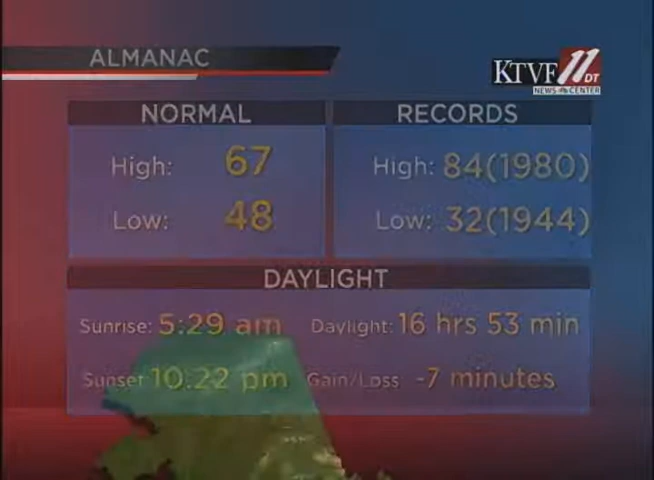 ALMANAC
KTVF 11 DT
NEWS CENTER
NORMAL
High: 67
Low: 48
RECORDS
High: 84(1980)
Low: 32(1944)
DAYLIGHT
Sunrise: 5:29 am
Daylight: 16 hrs 53 min
Sunset 10:22 pm
Gain/Loss -7 minutes